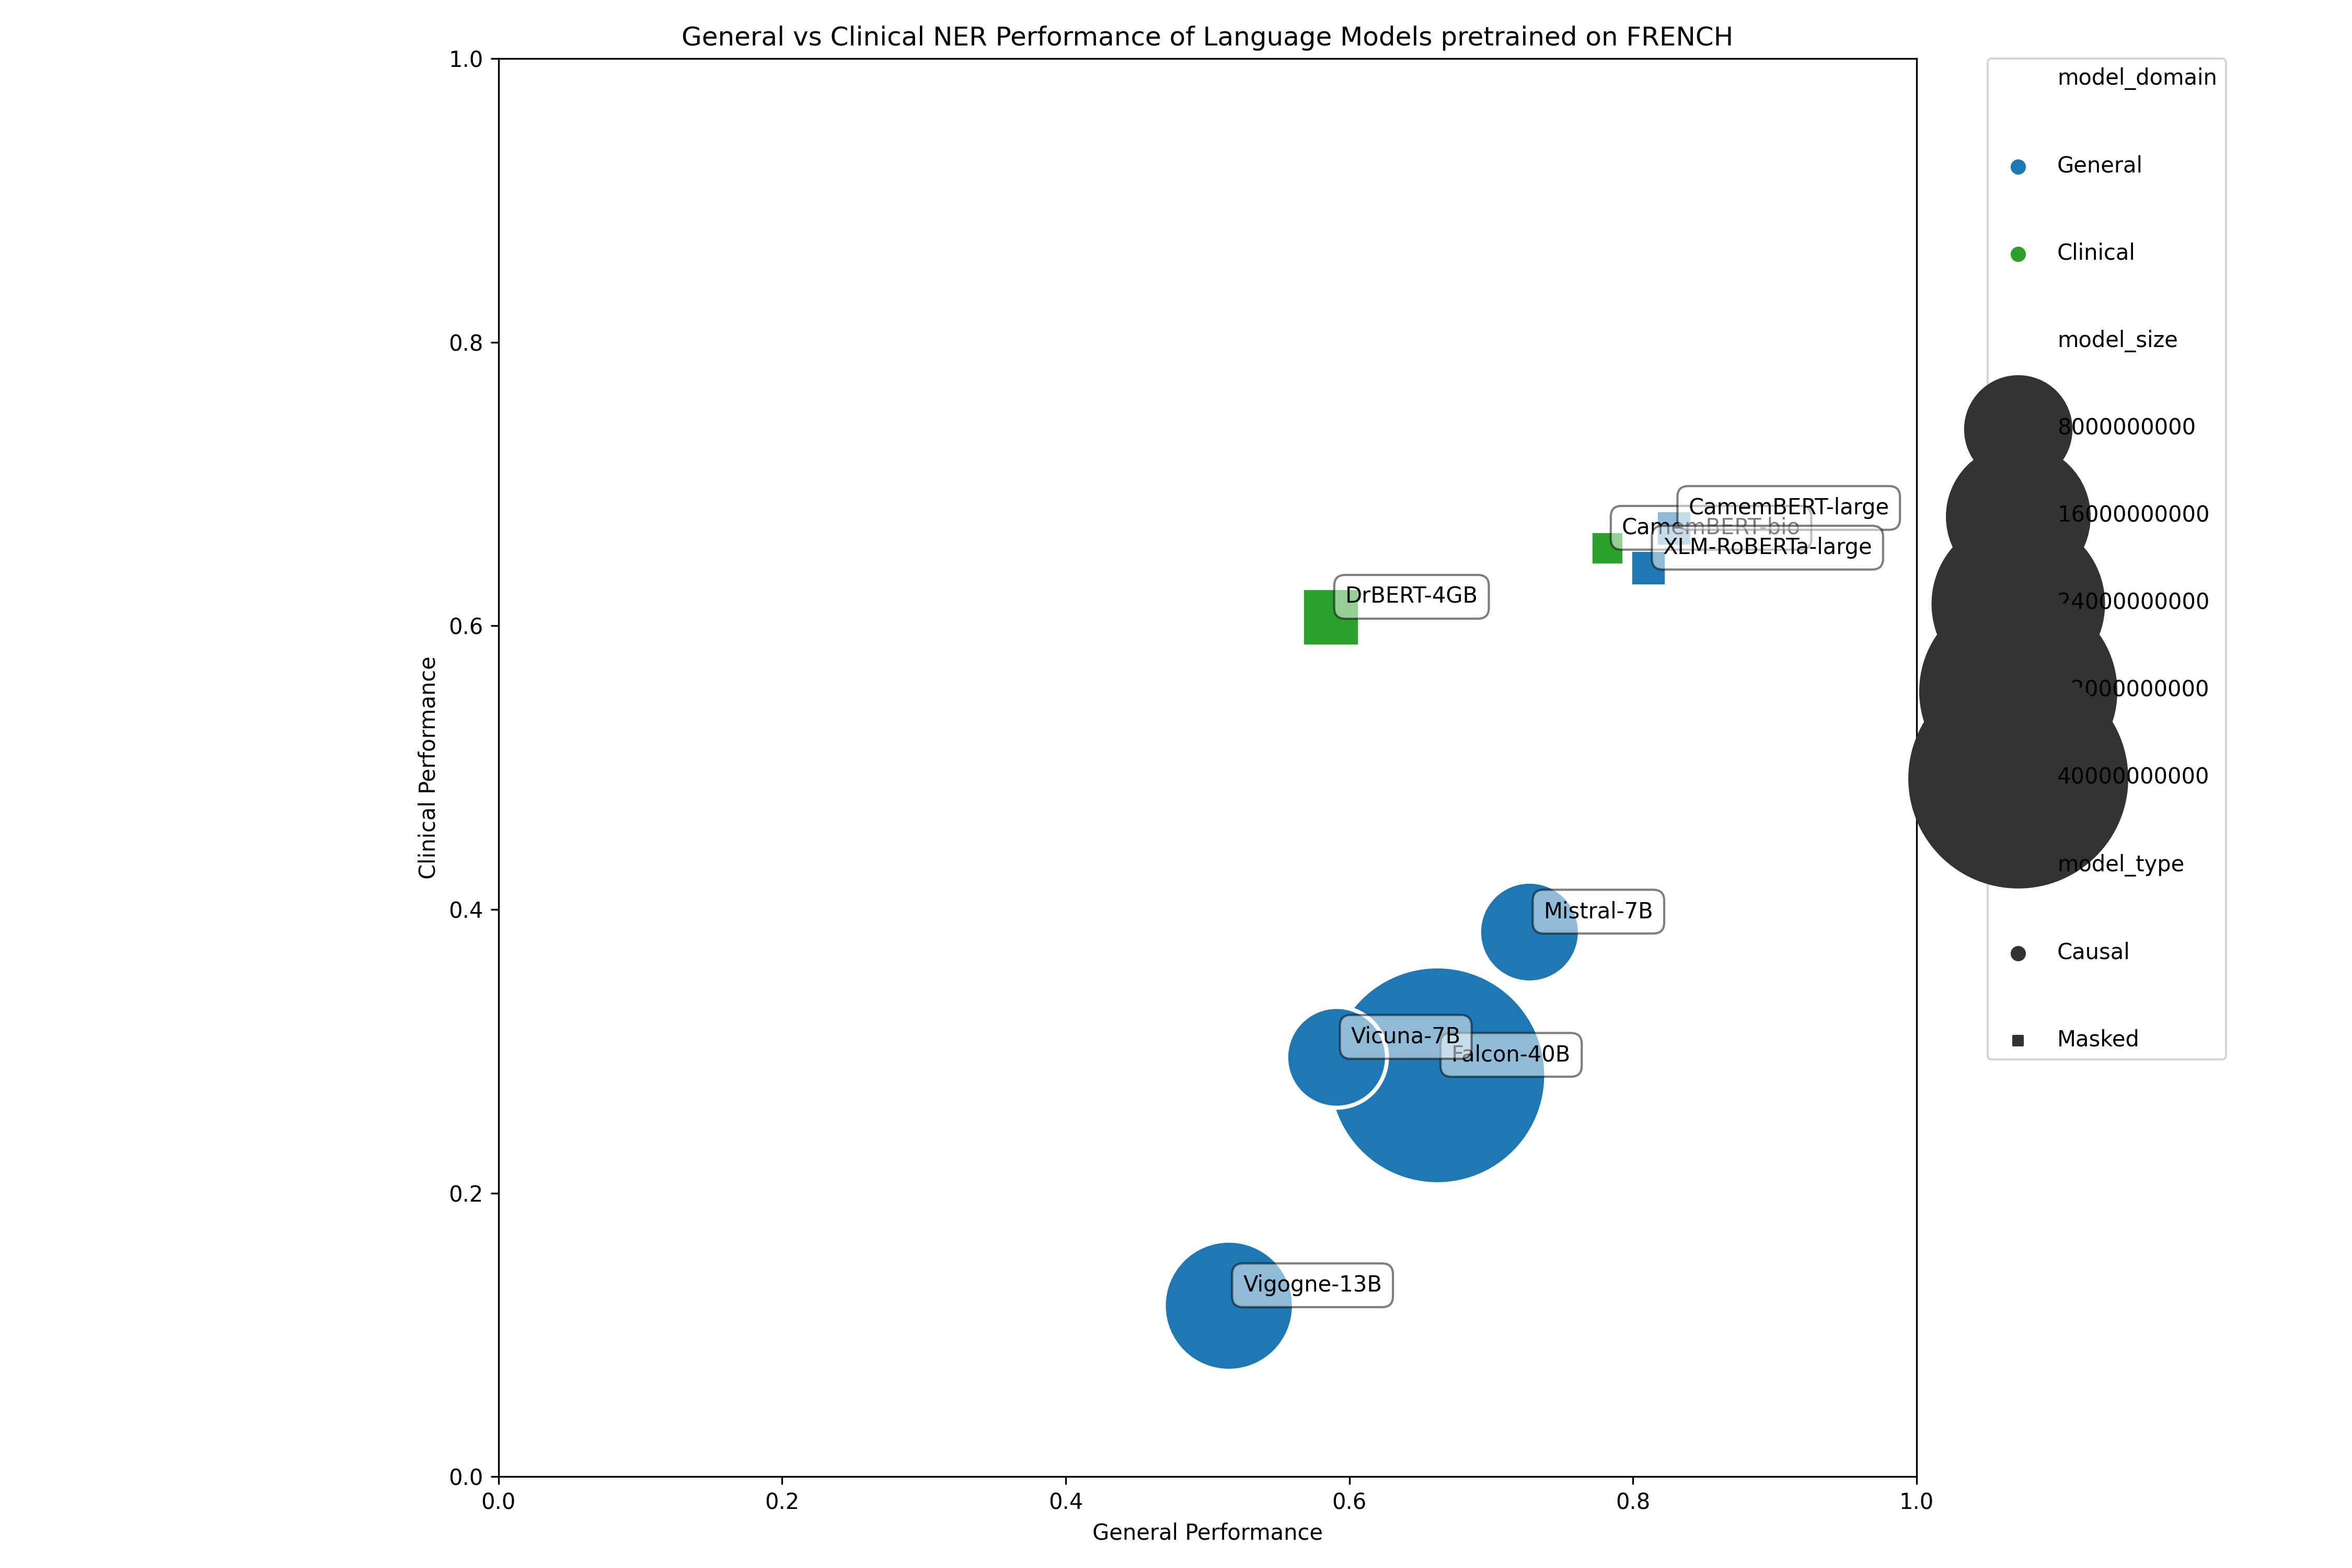 General vs Clinical NER Performance of Language Models pretrained on FRENCH
1.0
0.8
0.6
0.4
0.2
0.0
Clinical Performance
0.0
0.2
0.4
0.6
0.8
1.0
General Performance
CamemBERT-large
CamemBERT-bio
XLM-RoBERTa-large
DrBERT-4GB
Mistral-7B
Vicuna-7B
Falcon-40B
Vigogne-13B
model_domain
General
Clinical
model_size
8000000000
16000000000
24000000000
40000000000
model_type
Causal
Masked